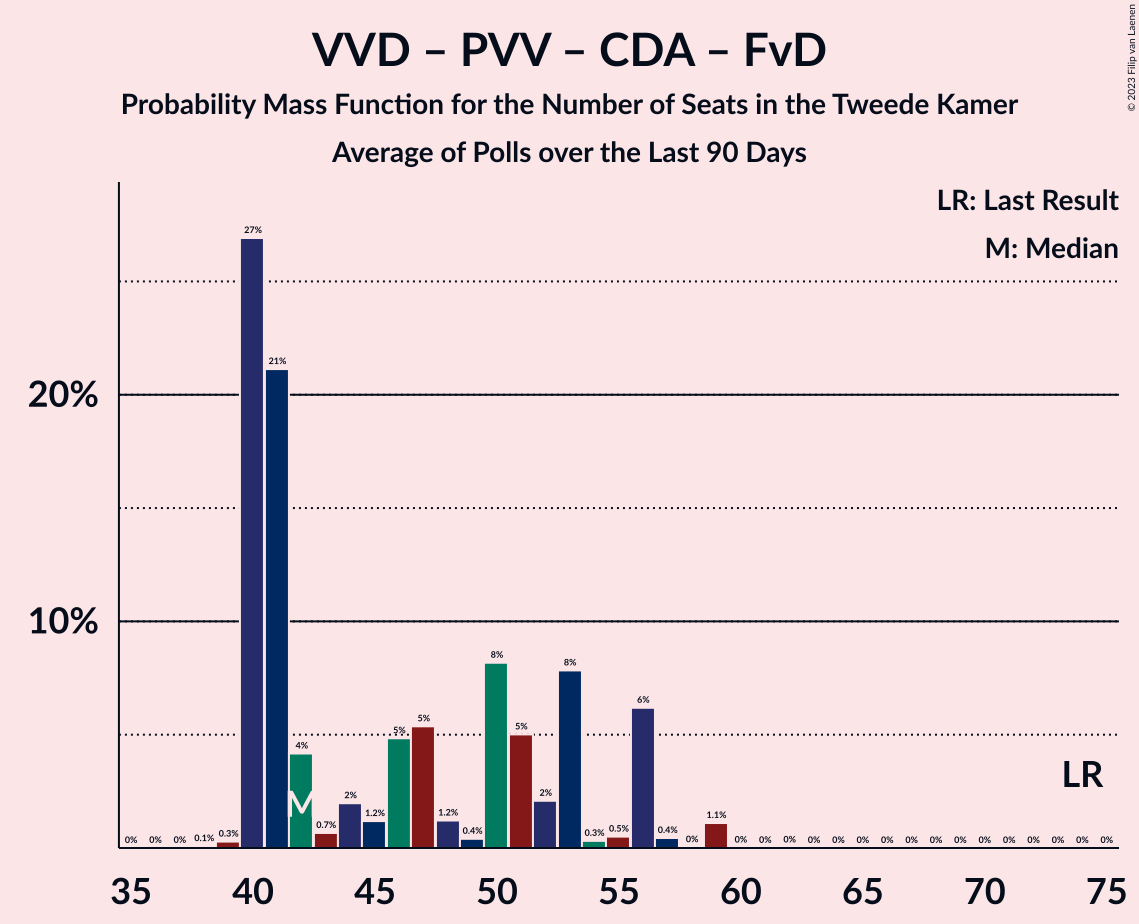 VVD – PVV – CDA – FvD
Probability Mass Function for the Number of Seats in the Tweede Kamer
Average of Polls over the Last 90 Days
© 2023 Filip van Laenen
LR: Last Result
M: Median
20%
10%
0% 0% 0% 0.1% 0.3% 27% 21% 4% 0.7% 2% 1.2% 5% 5% 1.2% 0.4% 8% 5% 2% 8% 0.3% 0.5% 6% 0.4% 0% 1.1% 0% 0% 0% 0% 0% 0% 0% 0% 0% 0% 0% 0% 0% 0% 0% 0%
M
LR
35 40 45 50 55 60 65 70 75